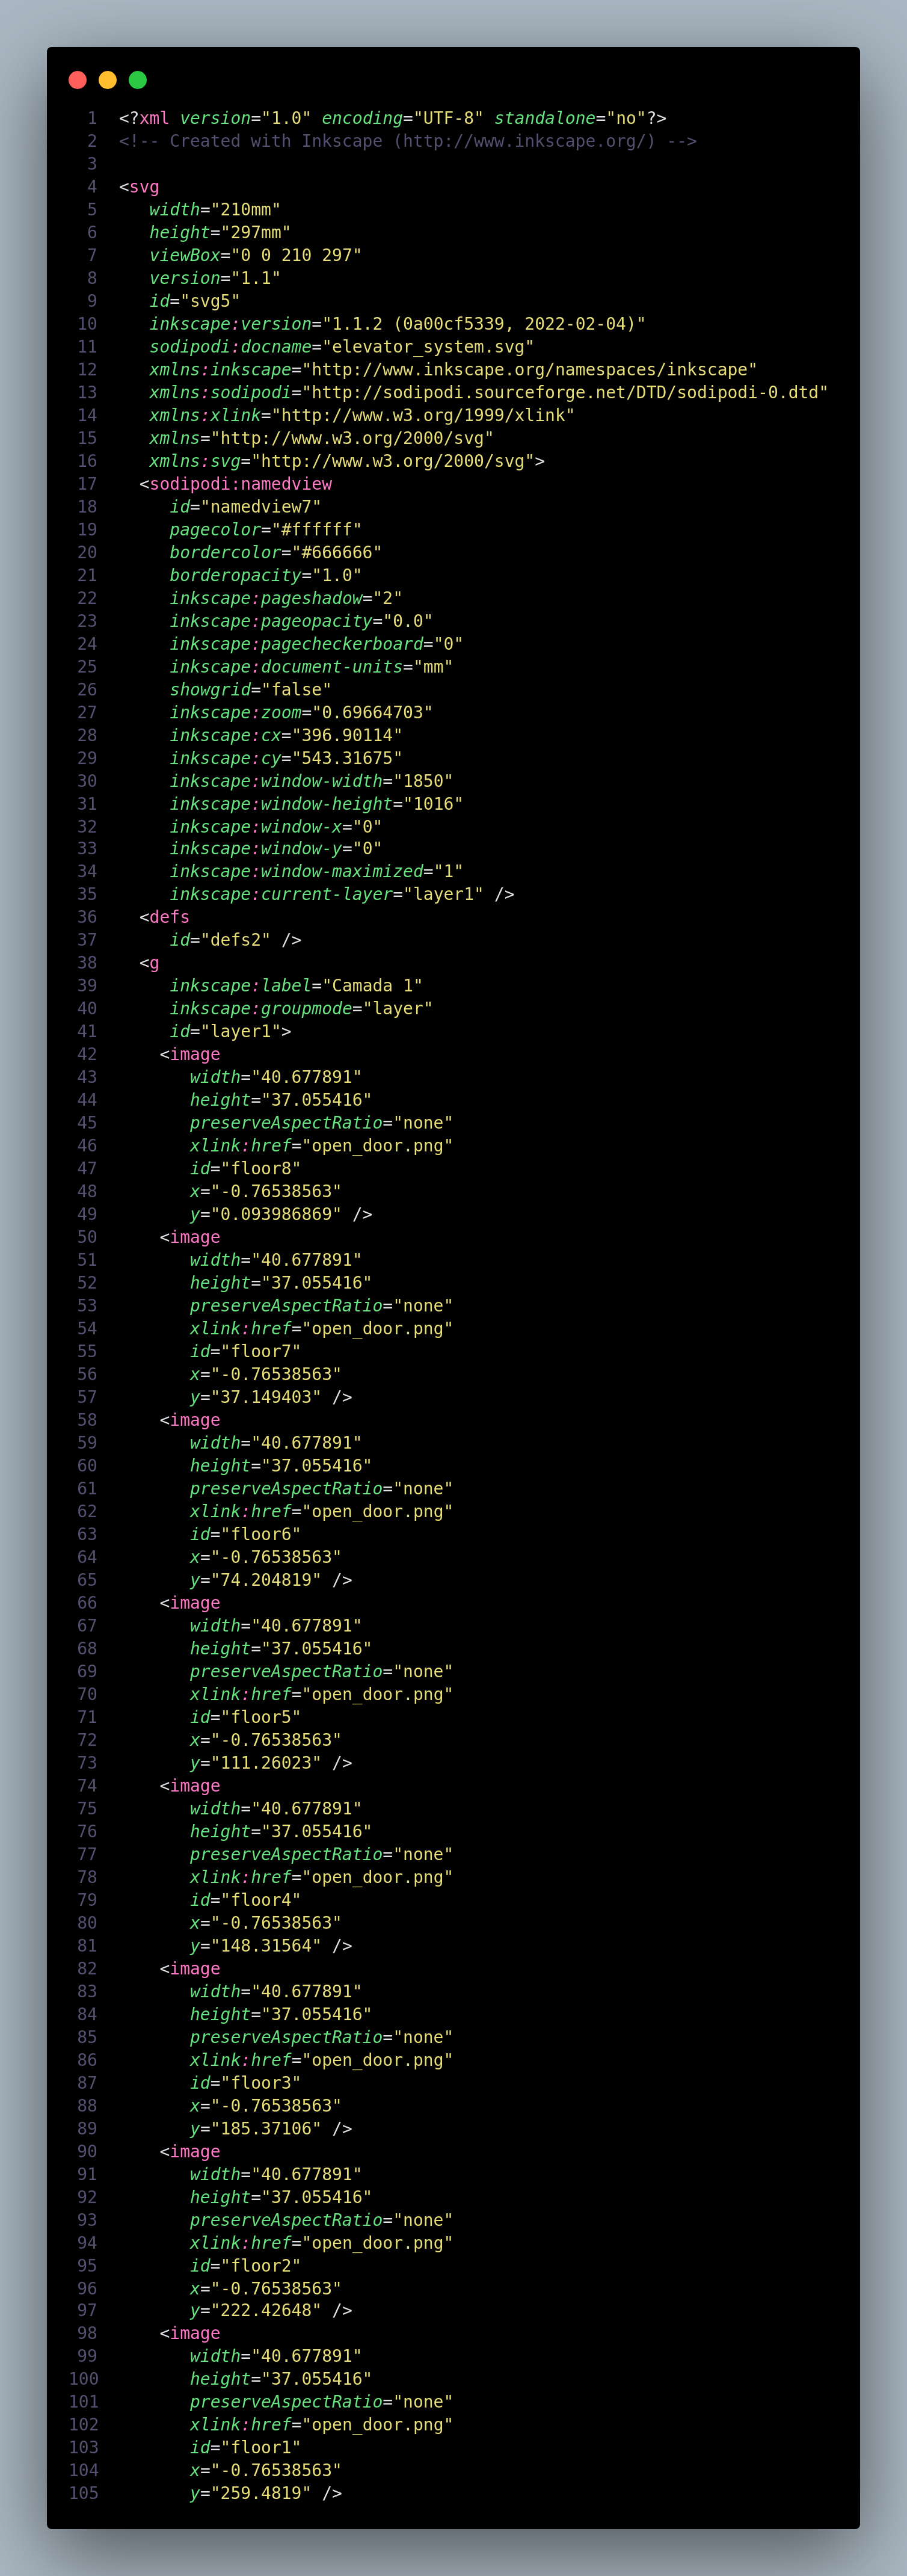 1 <?xml version="1.0" encoding="UTF-8" standalone="no"?>
2 <!-- Created with Inkscape (http://www.inkscape.org/) -->
3
4 <svg
5    width="210mm"
6    height="297mm"
7    viewBox="0 0 210 297"
8    version="1.1"
9    id="svg5"
10    inkscape:version="1.1.2 (0a00cf5339, 2022-02-04)"
11    sodipodi:docname="elevator_system.svg"
12    xmlns:inkscape="http://www.inkscape.org/namespaces/inkscape"
13    xmlns:sodipodi="http://sodipodi.sourceforge.net/DTD/sodipodi-0.dtd"
14    xmlns:xlink="http://www.w3.org/1999/xlink"
15    xmlns="http://www.w3.org/2000/svg"
16    xmlns:svg="http://www.w3.org/2000/svg">
17   <sodipodi:namedview
18      id="namedview7"
19      pagecolor="#ffffff"
20      bordercolor="#666666"
21      borderopacity="1.0"
22      inkscape:pageshadow="2"
23      inkscape:pageopacity="0.0"
24      inkscape:pagecheckerboard="0"
25      inkscape:document-units="mm"
26      showgrid="false"
27      inkscape:zoom="0.69664703"
28      inkscape:cx="396.90114"
29      inkscape:cy="543.31675"
30      inkscape:window-width="1850"
31      inkscape:window-height="1016"
32      inkscape:window-x="0"
33      inkscape:window-y="0"
34      inkscape:window-maximized="1"
35      inkscape:current-layer="layer1" />
36   <defs
37      id="defs2" />
38   <g
39      inkscape:label="Camada 1"
40      inkscape:groupmode="layer"
41      id="layer1">
42     <image
43        width="40.677891"
44        height="37.055416"
45        preserveAspectRatio="none"
46        xlink:href="open_door.png"
47        id="floor8"
48        x="-0.76538563"
49        y="0.093986869" />
50     <image
51        width="40.677891"
52        height="37.055416"
53        preserveAspectRatio="none"
54        xlink:href="open_door.png"
55        id="floor7"
56        x="-0.76538563"
57        y="37.149403" />
58     <image
59        width="40.677891"
60        height="37.055416"
61        preserveAspectRatio="none"
62        xlink:href="open_door.png"
63        id="floor6"
64        x="-0.76538563"
65        y="74.204819" />
66     <image
67        width="40.677891"
68        height="37.055416"
69        preserveAspectRatio="none"
70        xlink:href="open_door.png"
71        id="floor5"
72        x="-0.76538563"
73        y="111.26023" />
74     <image
75        width="40.677891"
76        height="37.055416"
77        preserveAspectRatio="none"
78        xlink:href="open_door.png"
79        id="floor4"
80        x="-0.76538563"
81        y="148.31564" />
82     <image
83        width="40.677891"
84        height="37.055416"
85        preserveAspectRatio="none"
86        xlink:href="open_door.png"
87        id="floor3"
88        x="-0.76538563"
89        y="185.37106" />
90     <image
91        width="40.677891"
92        height="37.055416"
93        preserveAspectRatio="none"
94        xlink:href="open_door.png"
95        id="floor2"
96        x="-0.76538563"
97        y="222.42648" />
98     <image
99        width="40.677891"
100        height="37.055416"
101        preserveAspectRatio="none"
102        xlink:href="open_door.png"
103        id="floor1"
104        x="-0.76538563"
105        y="259.4819" />